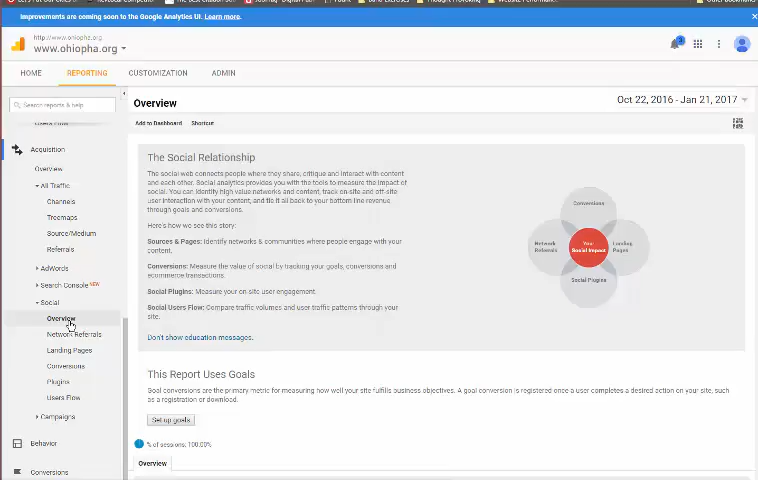 Improvements are coming soon to the Google Analytics UI. Learn more.
http://www.ohiopha.org
www.ohiopha.org
3
HOME
REPORTING
CUSTOMIZATION
ADMIN
Search reports & help
Users Flow
Acquisition
Overview
All Traffic
Channels
Treemaps
Source/Medium
Referrals
AdWords
Search Console NEW
Social
Overview
Network Referrals
Landing Pages
Conversions
Plugins
Users Flow
Campaigns
Behavior
Conversions
Overview
Oct 22, 2016 - Jan 21, 2017
Add to Dashboard
Shortcut
The Social Relationship
The social web connects people where they share, critique and interact with content
and each other. Social analytics provides you with the tools to measure the impact of
social. You can identify high value networks and content, track on-site and off-site
user interaction with your content, and tie it all back to your bottom line revenue
through goals and conversions.
Here's how we see this story:
Sources & Pages: Identify networks & communities where people engage with your
content.
Conversions: Measure the value of social by tracking your goals, conversions and
ecommerce transactions.
Social Plugins: Measure your on-site user engagement.
Social Users Flow: Compare traffic volumes and user traffic patterns through your
site.
Don't show education messages.
Conversions
Network
Referrals
Your
Social Impact
Landing
Pages
Social Plugins
This Report Uses Goals
Goal conversions are the primary metric for measuring how well your site fulfills business objectives. A goal conversion is registered once a user completes a desired action on your site, such
as a registration or download.
Set up goals
% of sessions: 100.00%
Overview